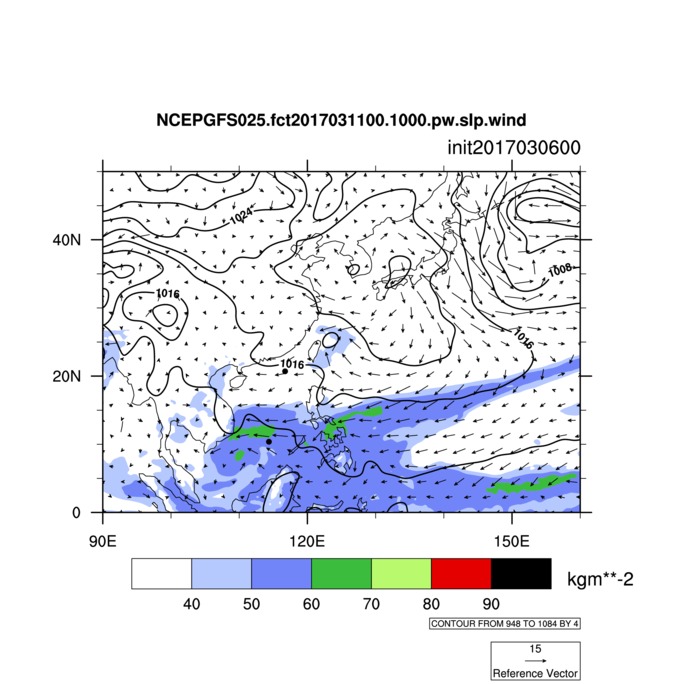 NCEPGFS025.fct2017031100.1000.pw.slp.wind
init2017030600
1024
40N
1008
1016
1016
1016
20N
0
90E 120E 150E
kgm**-2
40 50 60 70 80 90
CONTOUR FROM 948 TO 1084 BY 4
15
Reference Vector